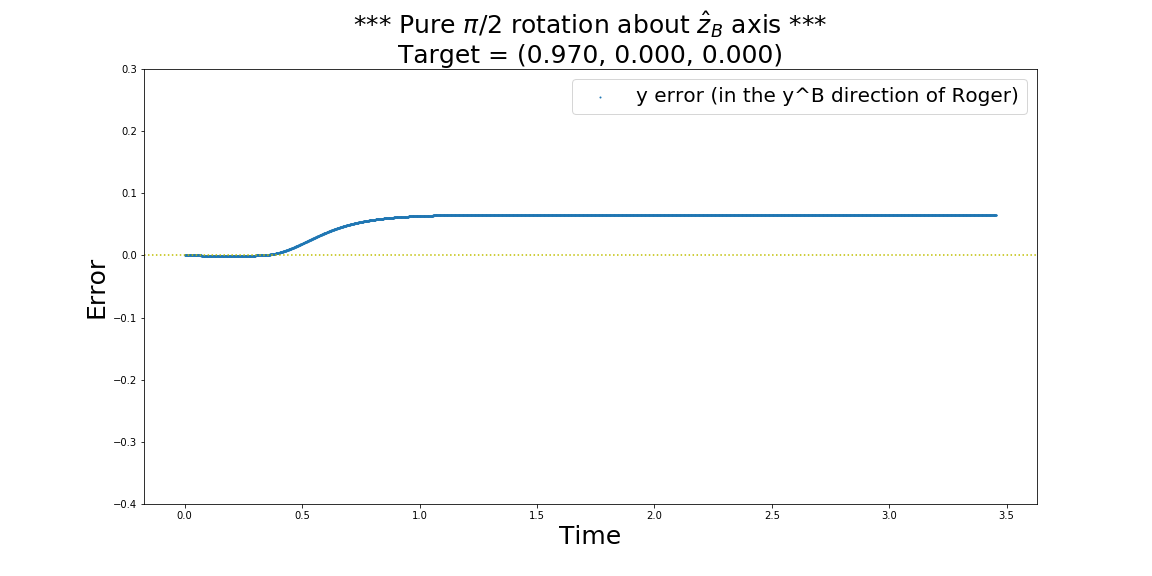 *** Pure π/2 rotation about ẑ_B axis ***
Target = (0.970, 0.000, 0.000)
y error (in the y^B direction of Roger)
0.3
0.2
0.1
0.0
−0.1
−0.2
−0.3
−0.4
Error
0.0 0.5 1.0 1.5 2.0 2.5 3.0 3.5
Time